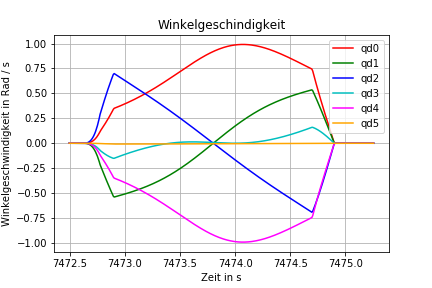 Winkelgeschindigkeit
Winkelgeschwindigkeit in Rad / s
1.00
0.75
0.50
0.25
0.00
−0.25
−0.50
−0.75
−1.00
qd0
qd1
qd2
qd3
qd4
qd5
7472.5 7473.0 7473.5 7474.0 7474.5 7475.0
Zeit in s